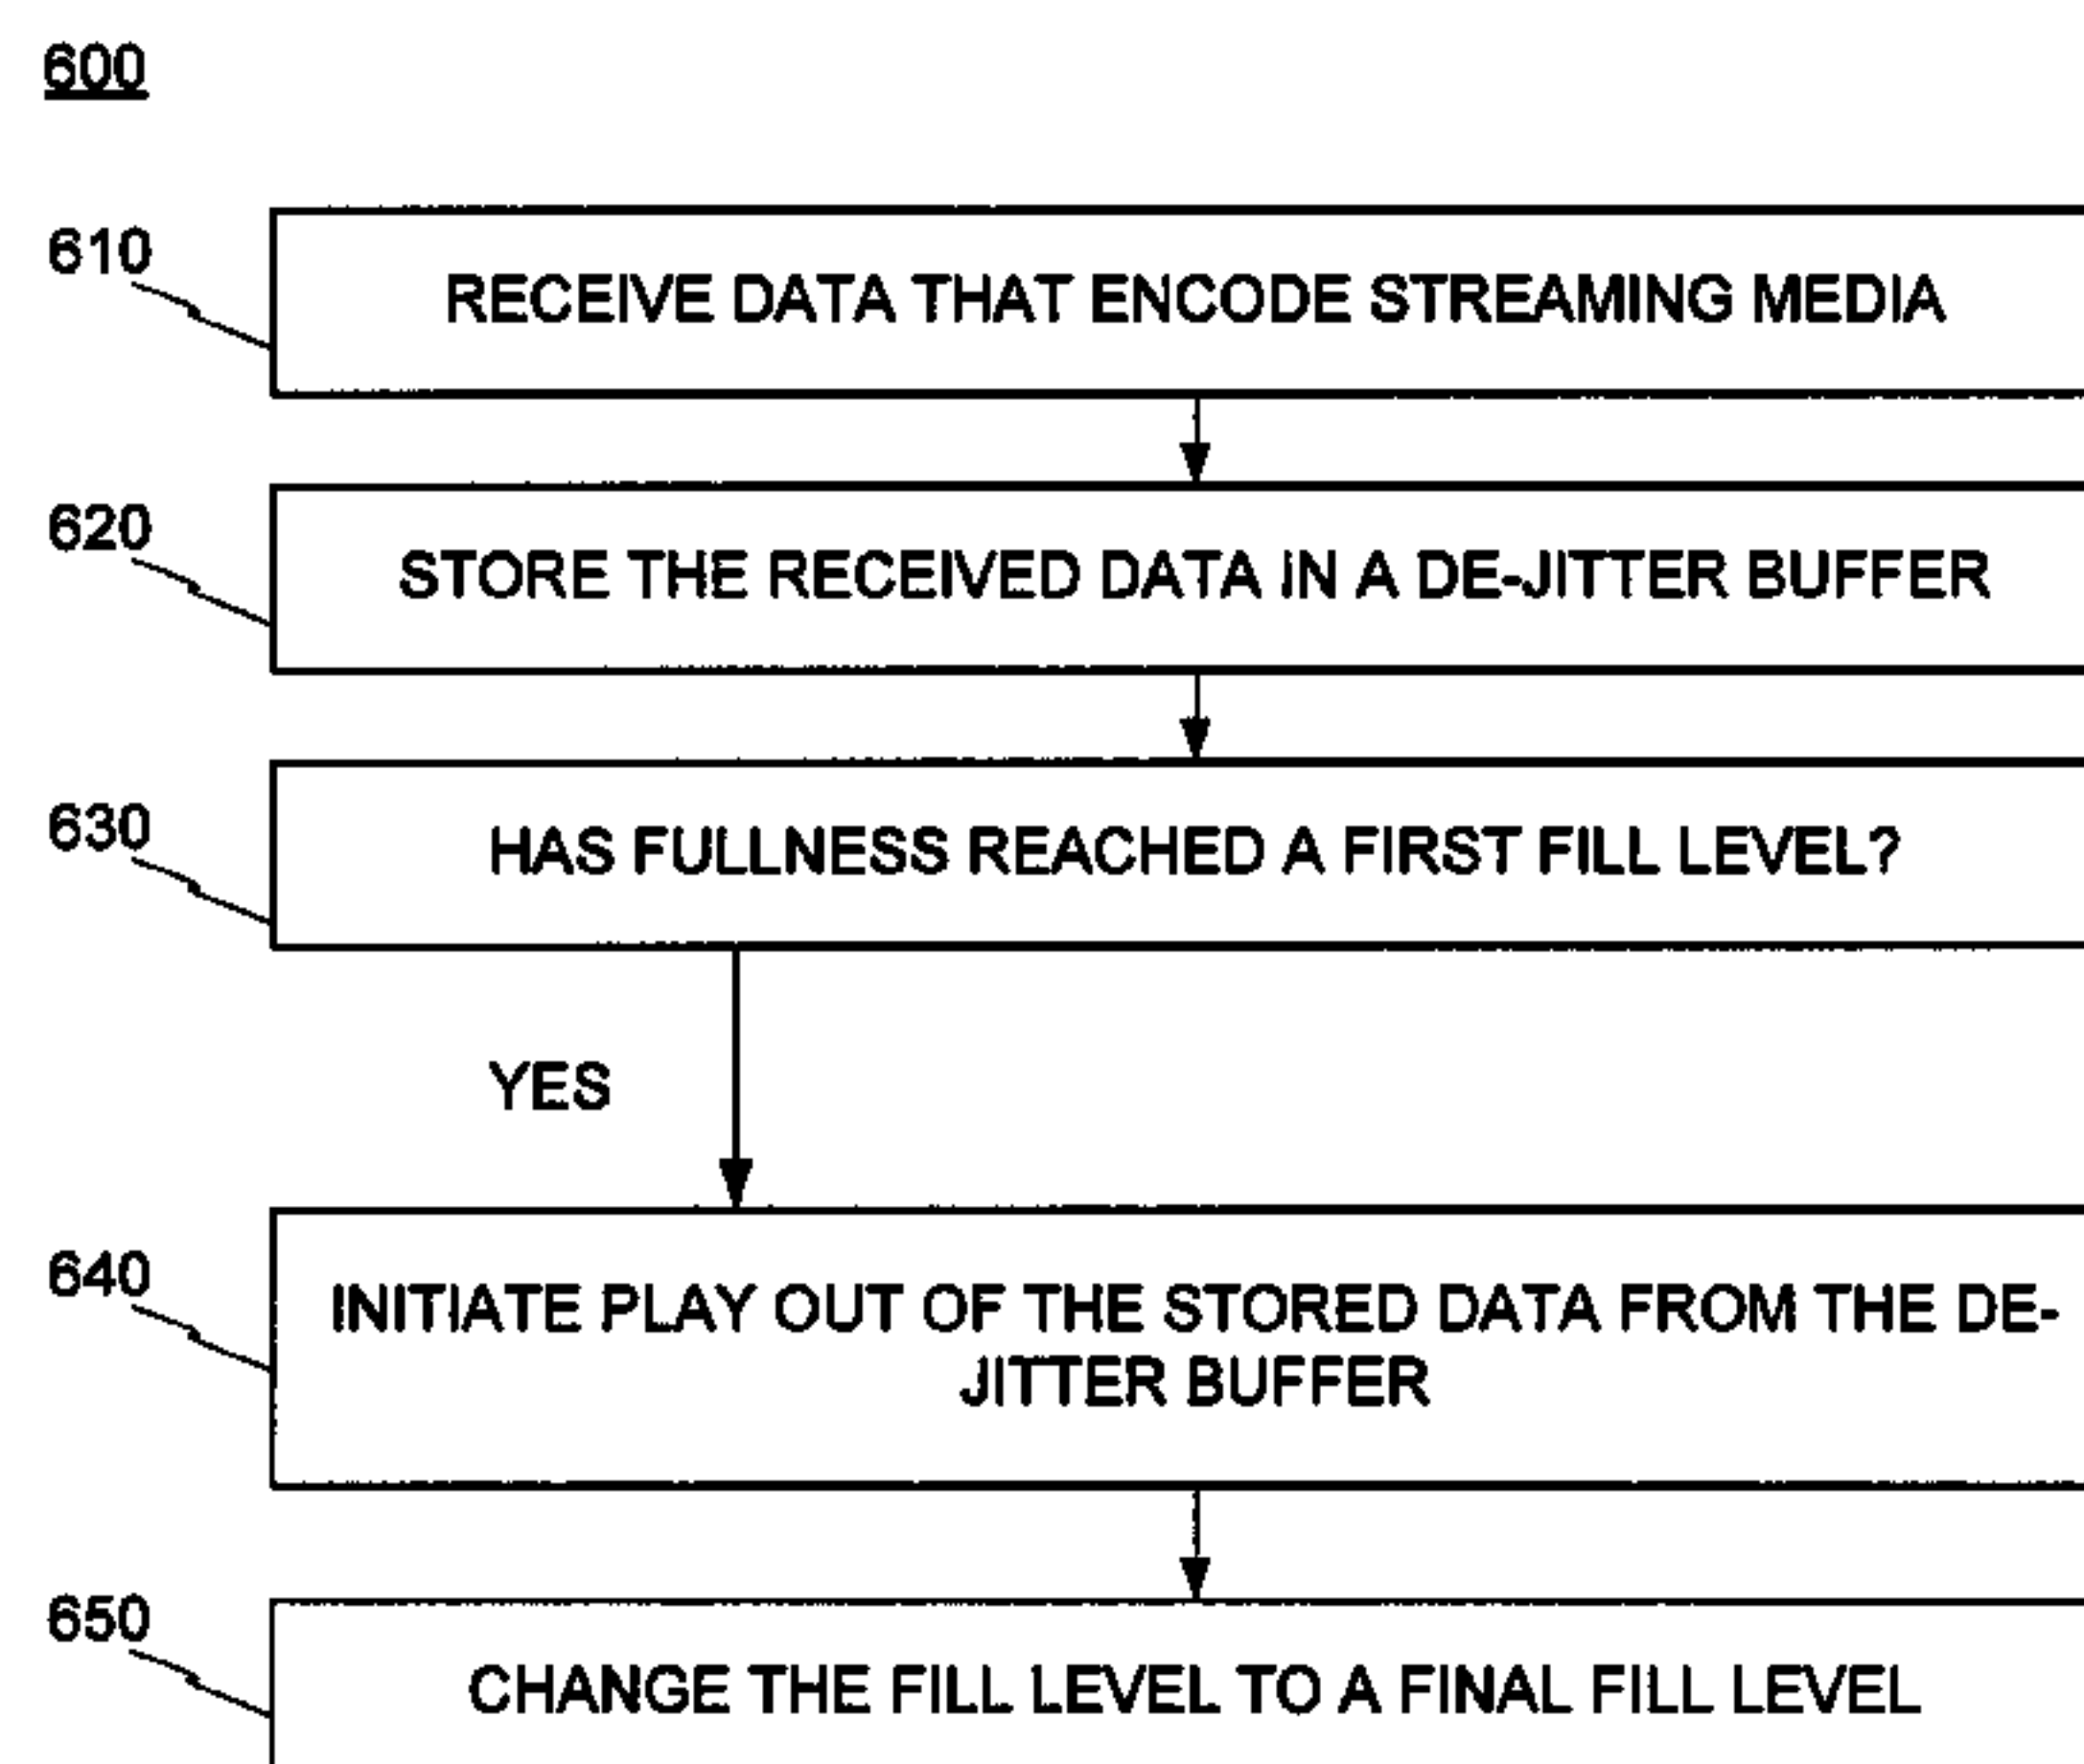 600
610
RECEIVE DATA THAT ENCODE STREAMING MEDIA
620
STORE THE RECEIVED DATA IN A DE-JITTER BUFFER
630
HAS FULLNESS REACHED A FIRST FILL LEVEL?
YES
640
INITIATE PLAY OUT OF THE STORED DATA FROM THE DE-
JITTER BUFFER
650
CHANGE THE FILL LEVEL TO A FINAL FILL LEVEL